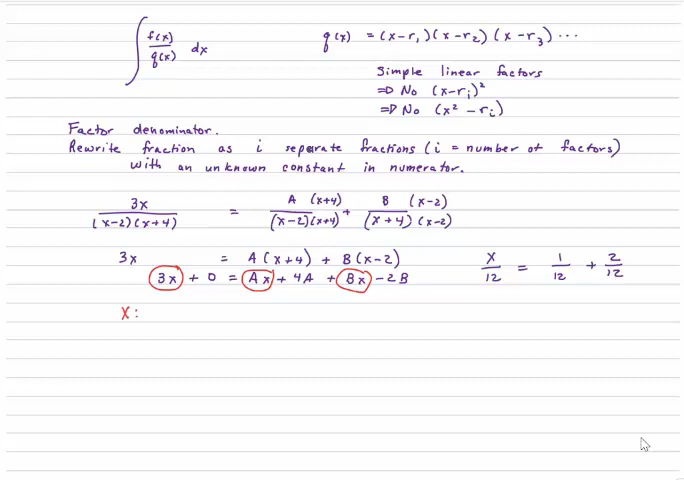 ∫ f(x)/q(x) dx    q(x) = (x-r₁)(x-r₂)(x-r₃)...
Simple linear factors
⇒ No (x-rᵢ)²
⇒ No (x² - rᵢ)
Factor denominator.
Rewrite fraction as i separate fractions (i = number of factors)
with an unknown constant in numerator.
3x/((x-2)(x+4)) = A (x+4)/((x-2)(x+4)) + B (x-2)/((x+4)(x-2))
3x = A(x+4) + B(x-2)    x/12 = 1/12 + 2/12
3x + 0 = Ax + 4A + Bx - 2B
X: